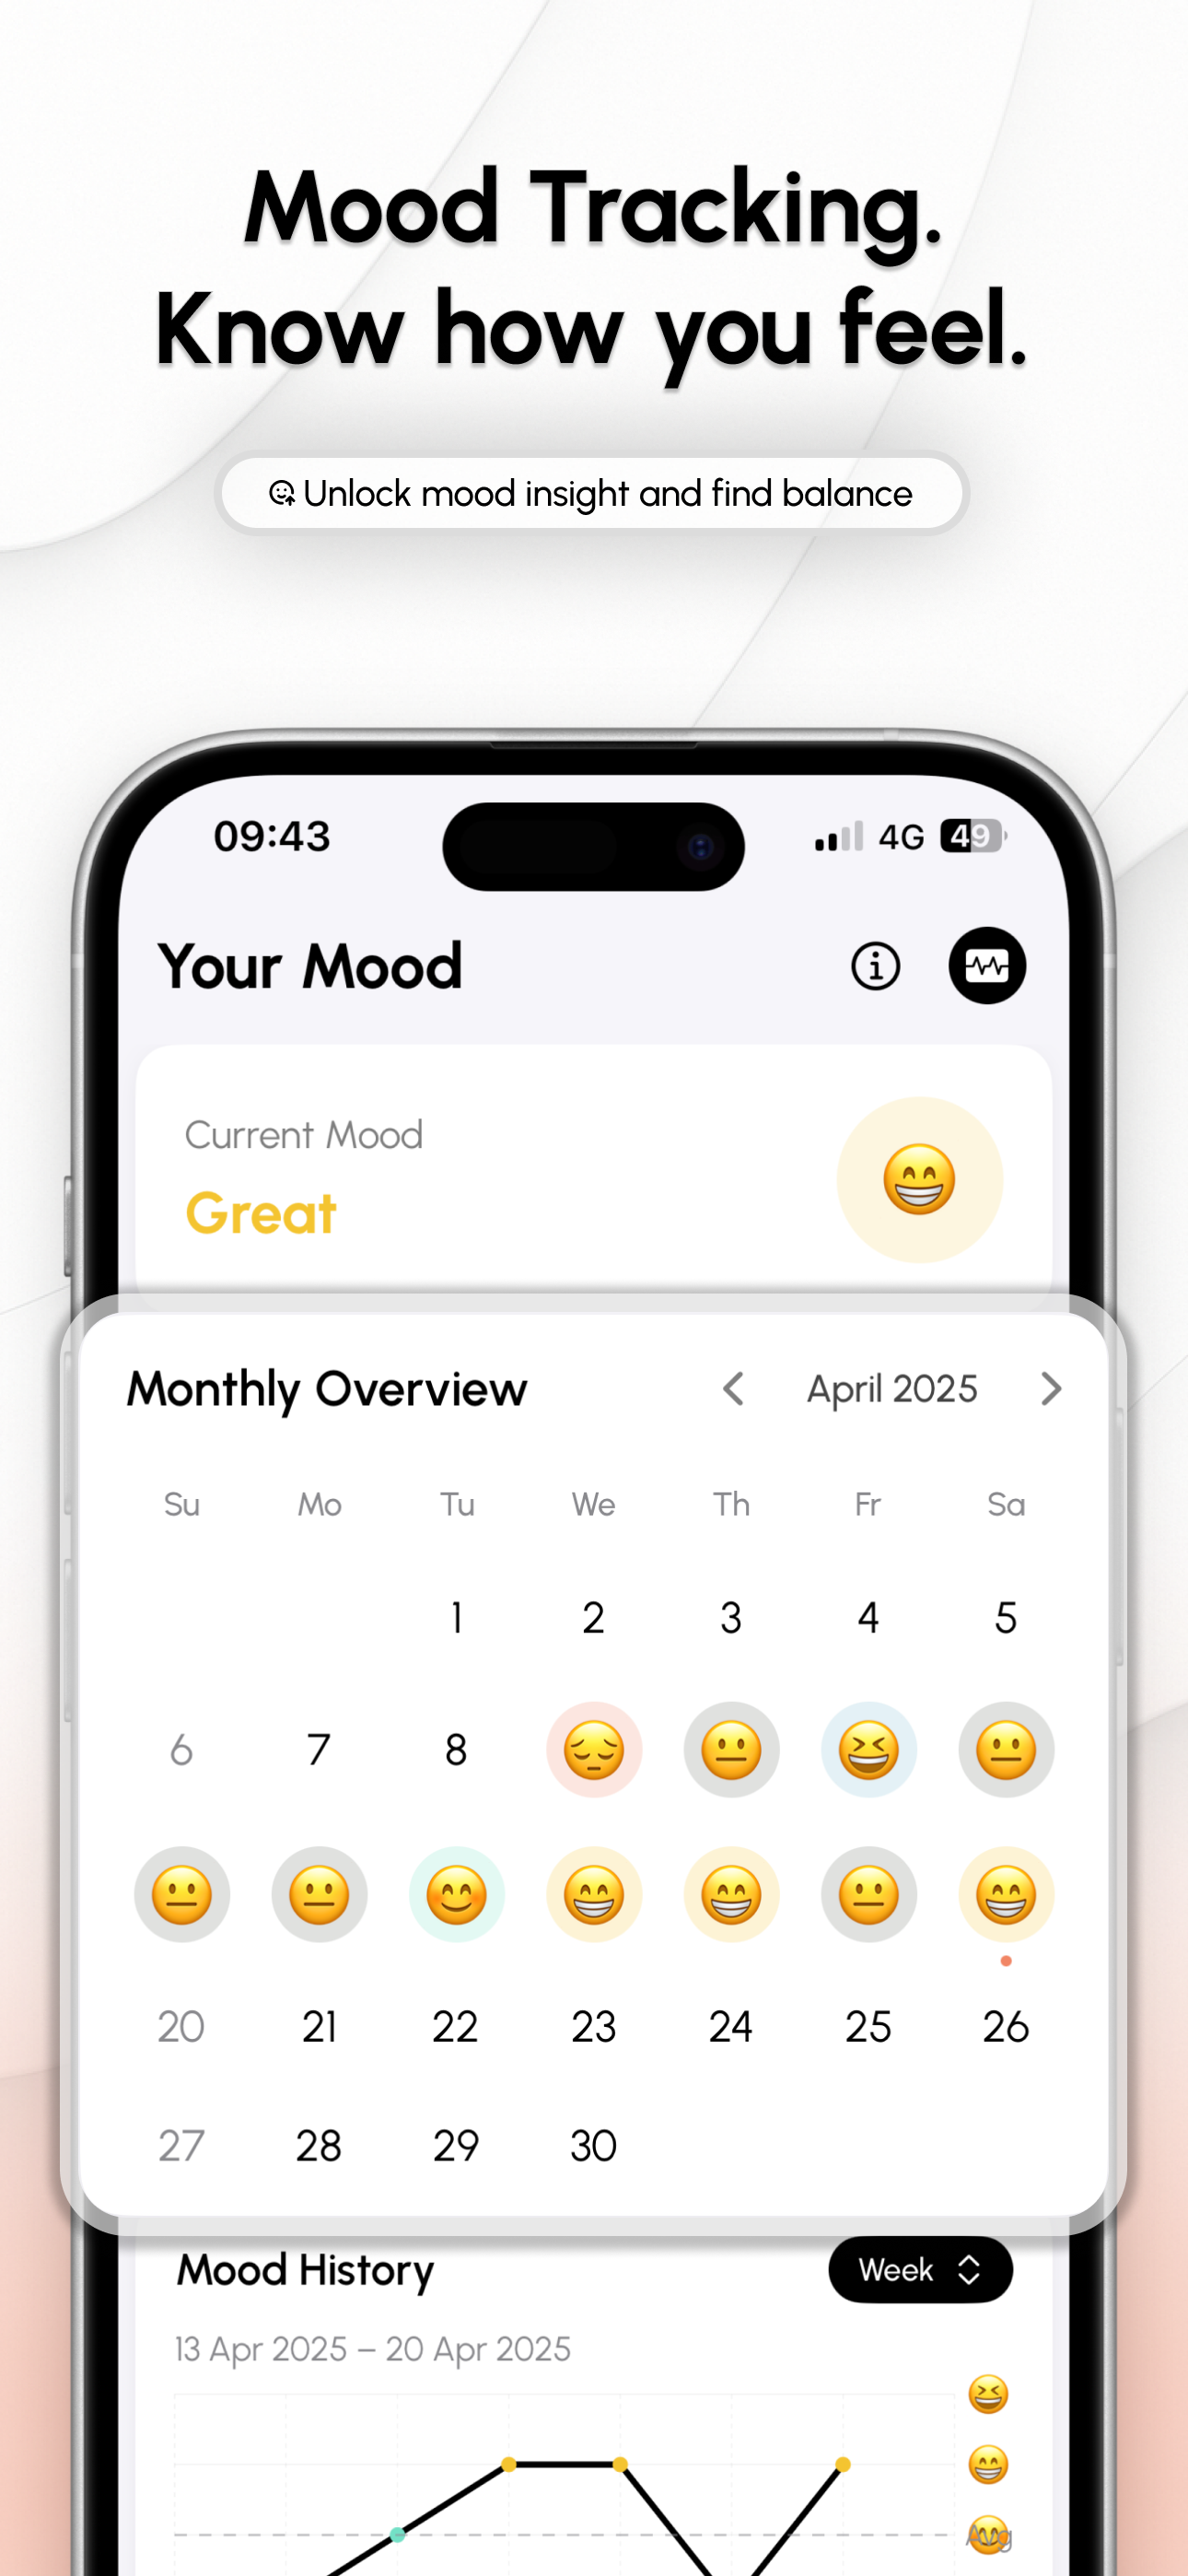 Mood Tracking.
Know how you feel.
Unlock mood insight and find balance
09:43
4G 49
Your Mood
Current Mood
Great
Monthly Overview
April 2025
Su Mo Tu We Th Fr Sa
1 2 3 4 5
6 7 8
20 21 22 23 24 25 26
27 28 29 30
Mood History
Week
13 Apr 2025 – 20 Apr 2025
Avg